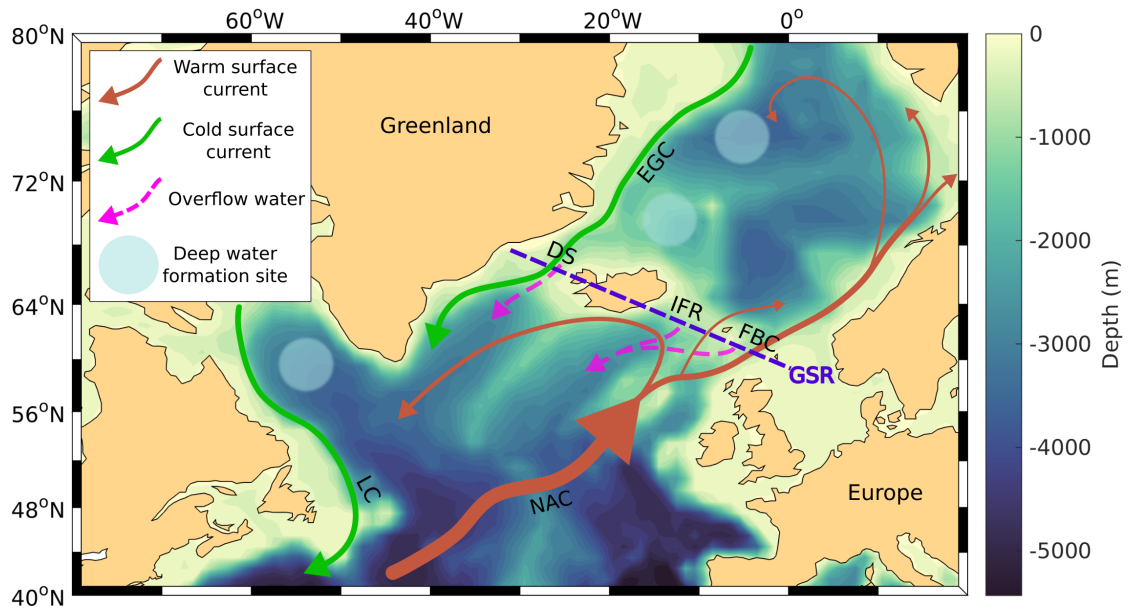 60°W 40°W 20°W 0°
80°N
72°N
64°N
56°N
48°N
40°N
Warm surface
current
Cold surface
current
Overflow water
Deep water
formation site
Greenland
EGC
DS
IFR
FBC
GSR
LC
NAC
Europe
0
-1000
-2000
-3000
-4000
-5000
Depth (m)